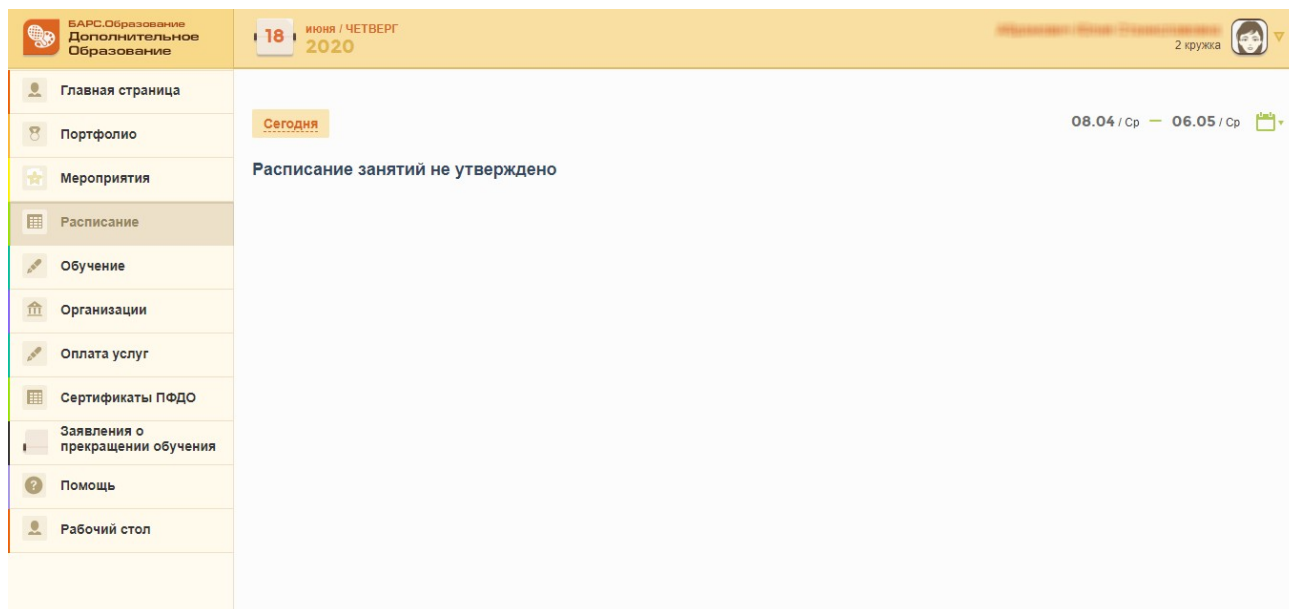 БАРС.Образование
Дополнительное
Образование
18
июня / ЧЕТВЕРГ
2020
2 кружка
Главная страница
Портфолио
Мероприятия
Расписание
Обучение
Организации
Оплата услуг
Сертификаты ПФДО
Заявления о
прекращении обучения
Помощь
Рабочий стол
Сегодня
08.04 / Ср — 06.05 / Ср
Расписание занятий не утверждено